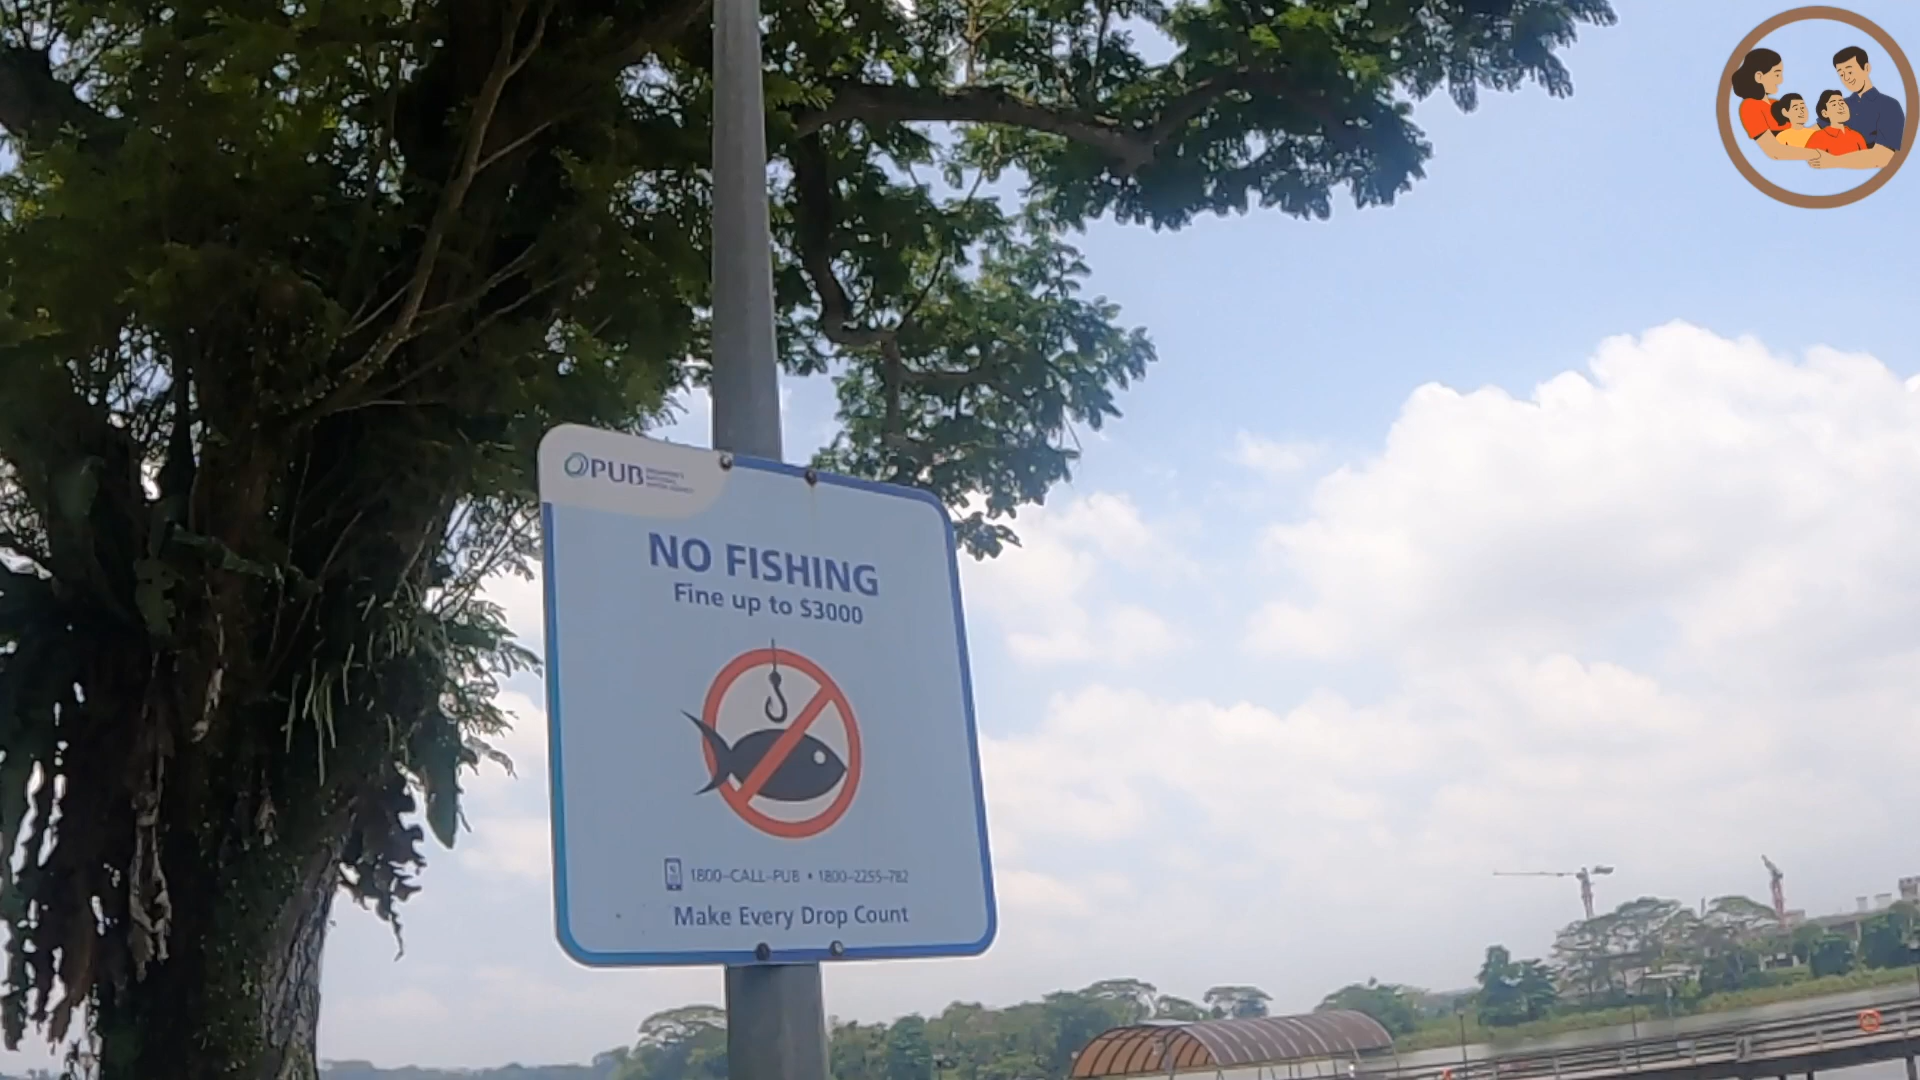 PUB
NO FISHING
Fine up to $3000
1800-CALL-PUB • 1800-2255-782
Make Every Drop Count